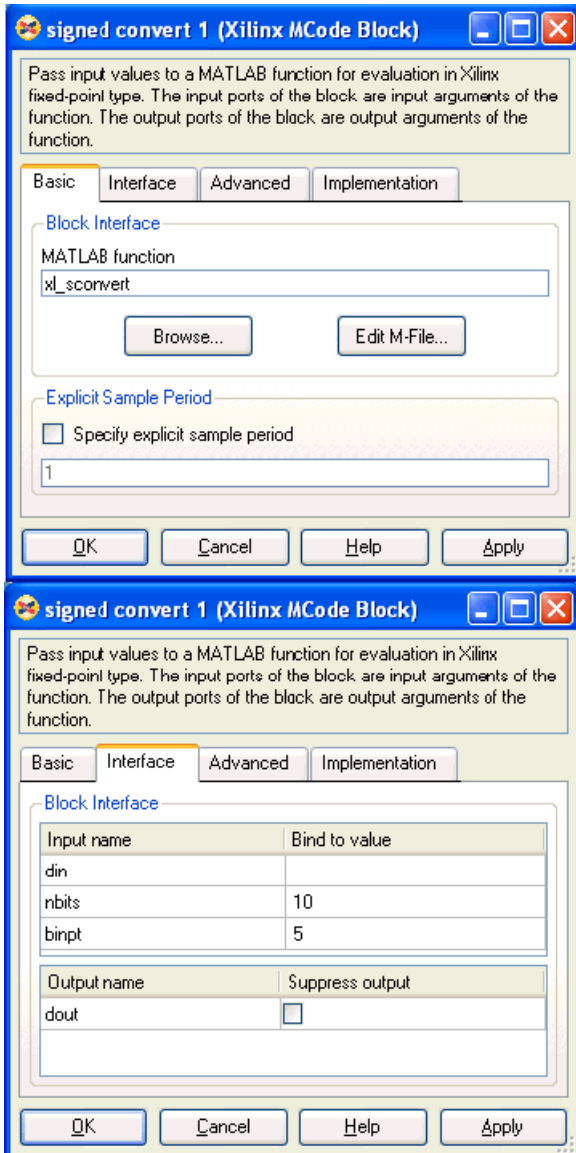 signed convert 1 (Xilinx MCode Block)
Pass input values to a MATLAB function for evaluation in Xilinx
fixed-point type. The input ports of the block are input arguments of the
function. The output ports of the block are output arguments of the
function.
Basic Interface Advanced Implementation
Block Interface
MATLAB function
xl_sconvert
Browse... Edit M-File...
Explicit Sample Period
Specify explicit sample period
1
OK Cancel Help Apply
signed convert 1 (Xilinx MCode Block)
Pass input values to a MATLAB function for evaluation in Xilinx
fixed-point type. The input ports of the block are input arguments of the
function. The output ports of the block are output arguments of the
function.
Basic Interface Advanced Implementation
Block Interface
Input name Bind to value
din
nbits 10
binpt 5
Output name Suppress output
dout
OK Cancel Help Apply